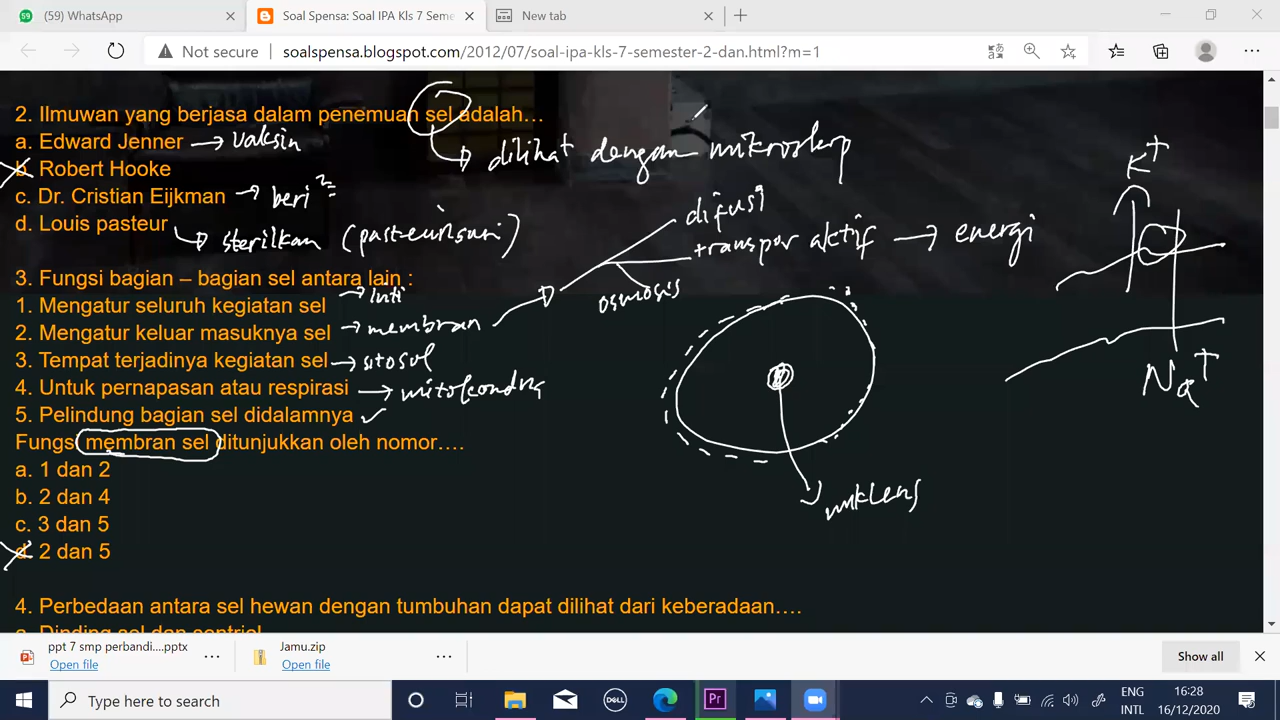 (59) WhatsApp
Soal Spensa: Soal IPA Kls 7 Seme
New tab
Not secure
soalspensa.blogspot.com/2012/07/soal-ipa-kls-7-semester-2-dan.html?m=1
2. Ilmuwan yang berjasa dalam penemuan sel adalah…
dilihat dengan mikroskop
a. Edward Jenner
vaksin
b. Robert Hooke
c. Dr. Cristian Eijkman
beri²
d. Louis pasteur
sterilkan (pasteurisasi)
difusi
transpor aktif → energi
osmosis
K+
Na+
3. Fungsi bagian – bagian sel antara lain :
1. Mengatur seluruh kegiatan sel
inti
2. Mengatur keluar masuknya sel
membran
3. Tempat terjadinya kegiatan sel
sitosol
4. Untuk pernapasan atau respirasi
mitokondria
5. Pelindung bagian sel didalamnya
Fungsi membran sel ditunjukkan oleh nomor….
a. 1 dan 2
b. 2 dan 4
c. 3 dan 5
d. 2 dan 5
nukleus
4. Perbedaan antara sel hewan dengan tumbuhan dapat dilihat dari keberadaan….
a. Dinding sel dan sentriol
ppt 7 smp perbandi....pptx
Open file
Jamu.zip
Open file
Show all
Type here to search
DELL
Pr
ENG
INTL
16:28
16/12/2020